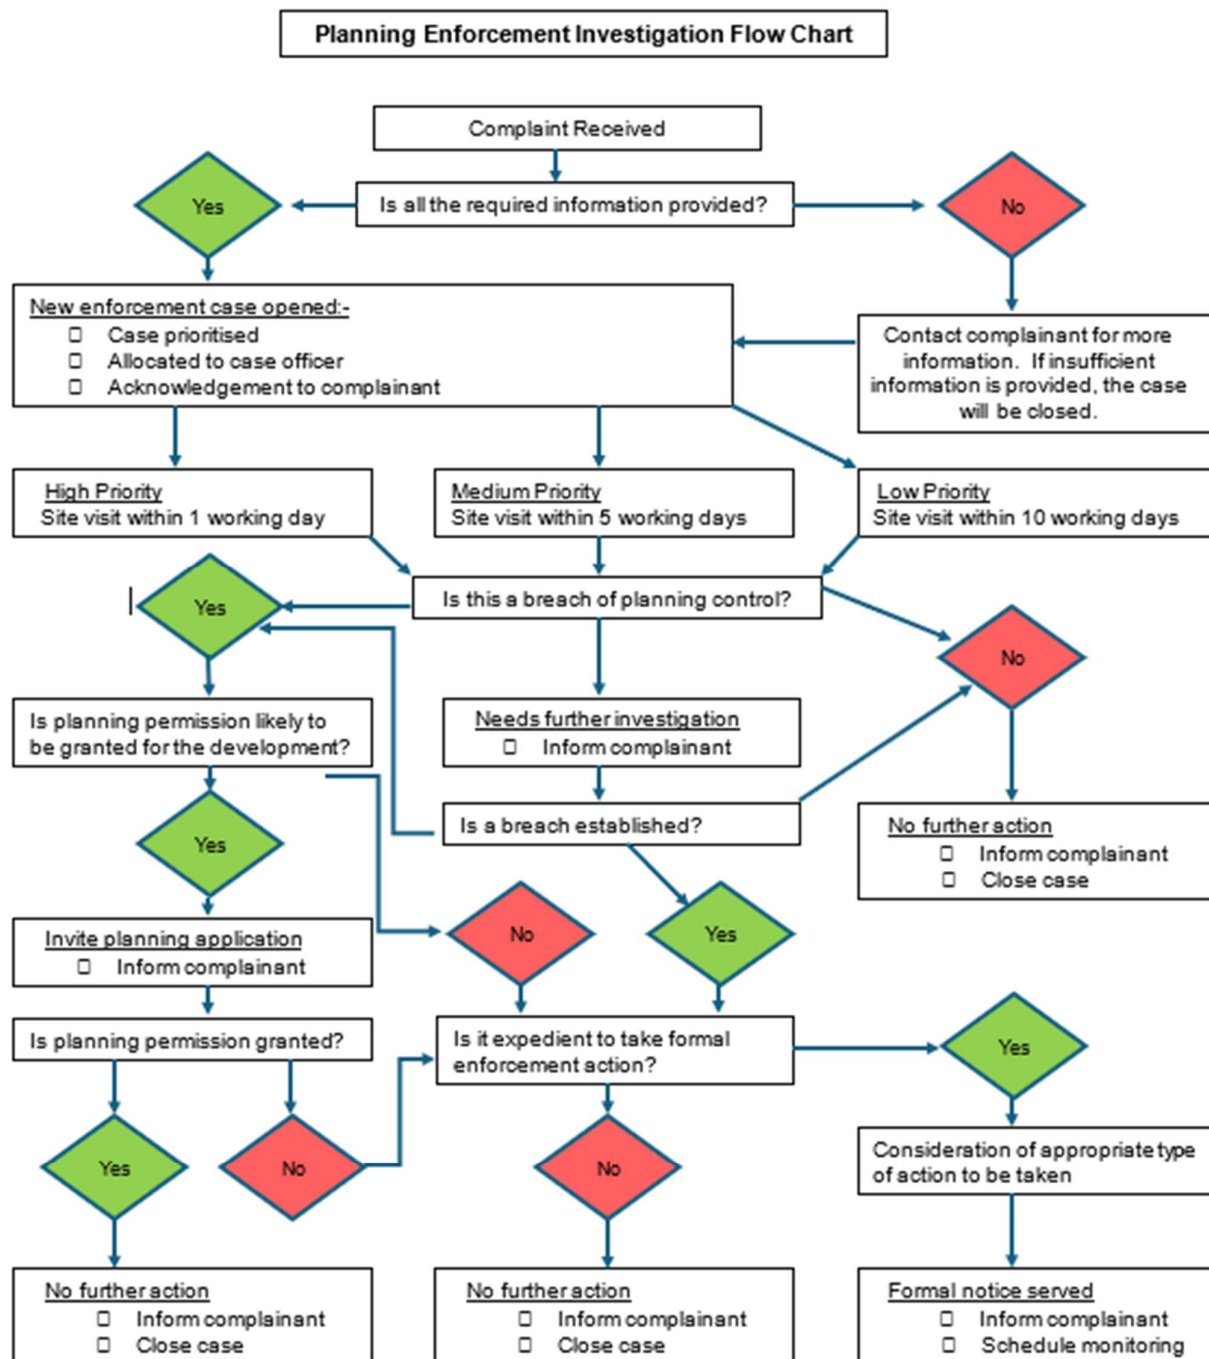 Planning Enforcement Investigation Flow Chart
Complaint Received
Yes
Is all the required information provided?
No
New enforcement case opened:-
☐ Case prioritised
☐ Allocated to case officer
☐ Acknowledgement to complainant
Contact complainant for more
information. If insufficient
information is provided, the case
will be closed.
High Priority
Site visit within 1 working day
Medium Priority
Site visit within 5 working days
Low Priority
Site visit within 10 working days
Yes
Is this a breach of planning control?
No
Is planning permission likely to
be granted for the development?
Needs further investigation
☐ Inform complainant
Yes
Is a breach established?
No further action
☐ Inform complainant
☐ Close case
Invite planning application
☐ Inform complainant
No
Yes
Is planning permission granted?
Is it expedient to take formal
enforcement action?
Yes
Yes
No
No
Consideration of appropriate type
of action to be taken
No further action
☐ Inform complainant
☐ Close case
No further action
☐ Inform complainant
☐ Close case
Formal notice served
☐ Inform complainant
☐ Schedule monitoring